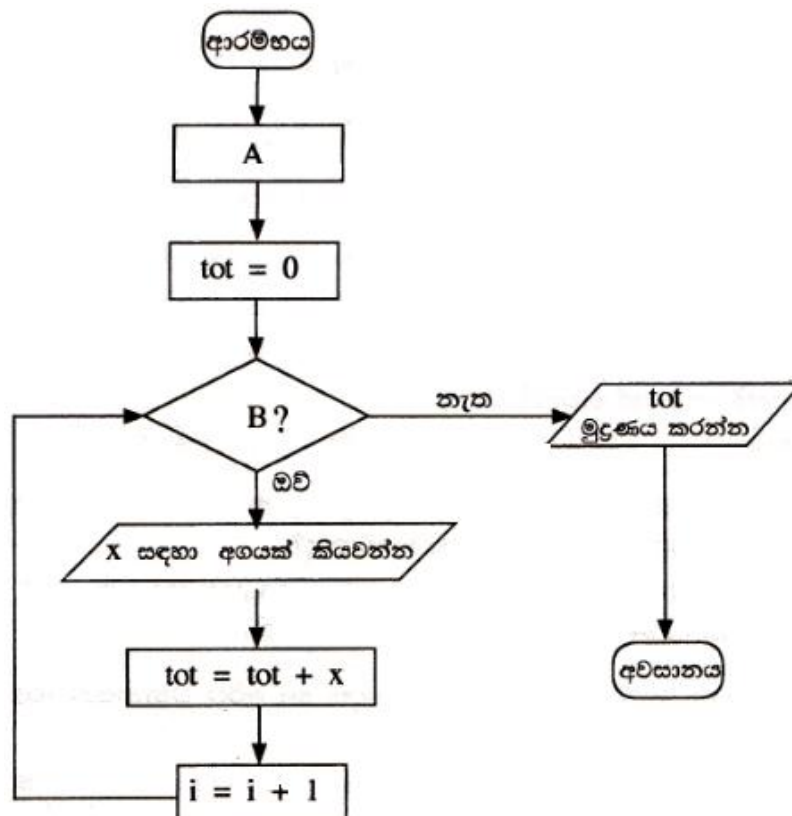 ආරම්භය
A
tot = 0
B?
නැත
tot
මුද්‍රණය කරන්න
ඔව්
x සඳහා අගයක් කියවන්න
tot = tot + x
අවසානය
i = i + 1